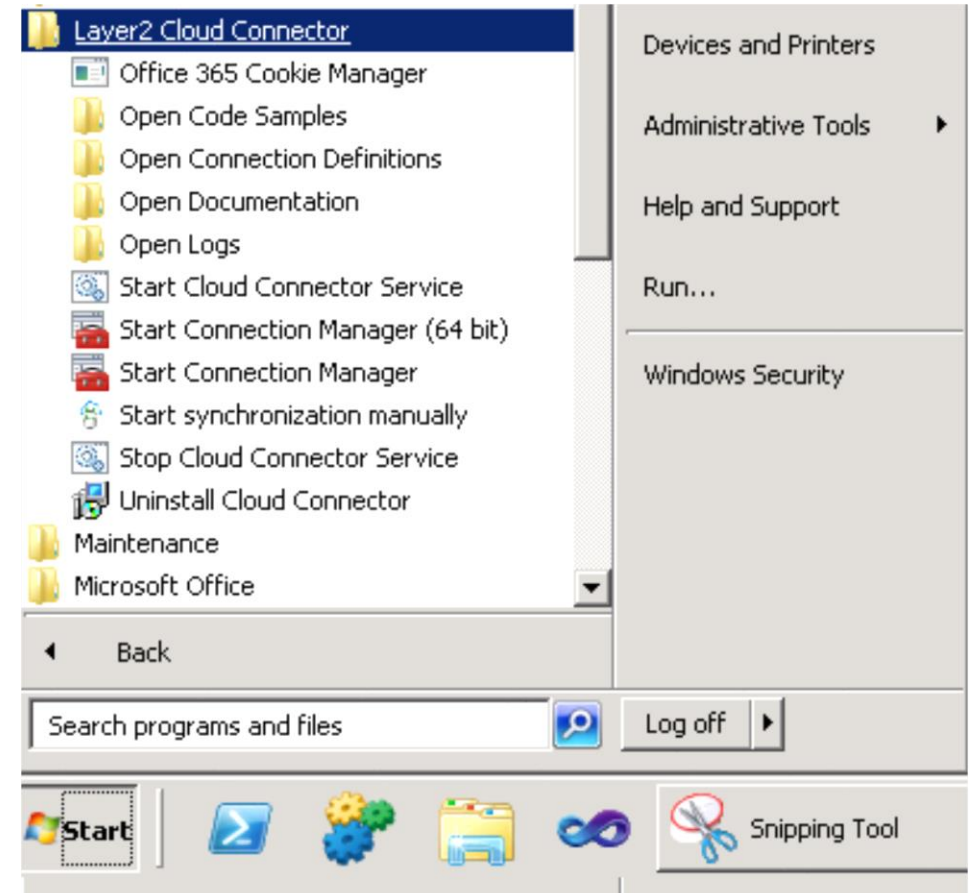 Layer2 Cloud Connector
Office 365 Cookie Manager
Open Code Samples
Open Connection Definitions
Open Documentation
Open Logs
Start Cloud Connector Service
Start Connection Manager (64 bit)
Start Connection Manager
Start synchronization manually
Stop Cloud Connector Service
Uninstall Cloud Connector
Maintenance
Microsoft Office
Back
Search programs and files
Devices and Printers
Administrative Tools
Help and Support
Run...
Windows Security
Log off
Start
Snipping Tool